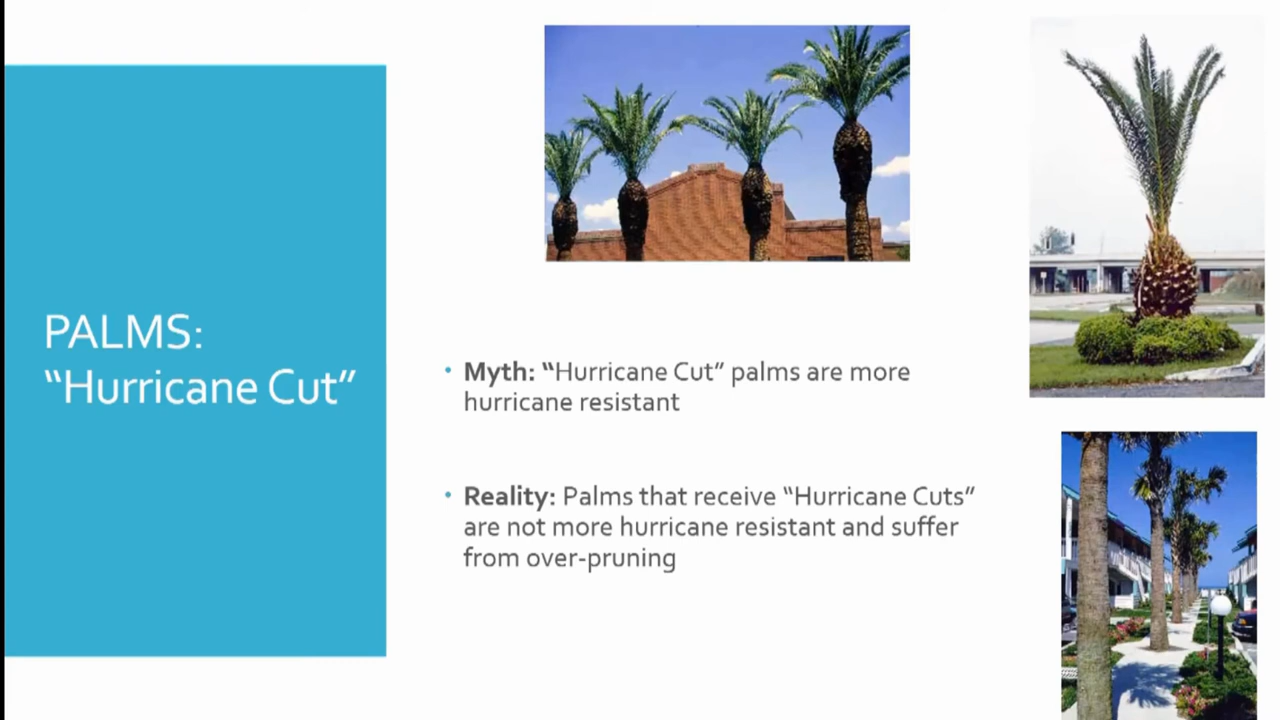 PALMS:
“Hurricane Cut”
• Myth: “Hurricane Cut” palms are more
hurricane resistant
• Reality: Palms that receive “Hurricane Cuts”
are not more hurricane resistant and suffer
from over-pruning